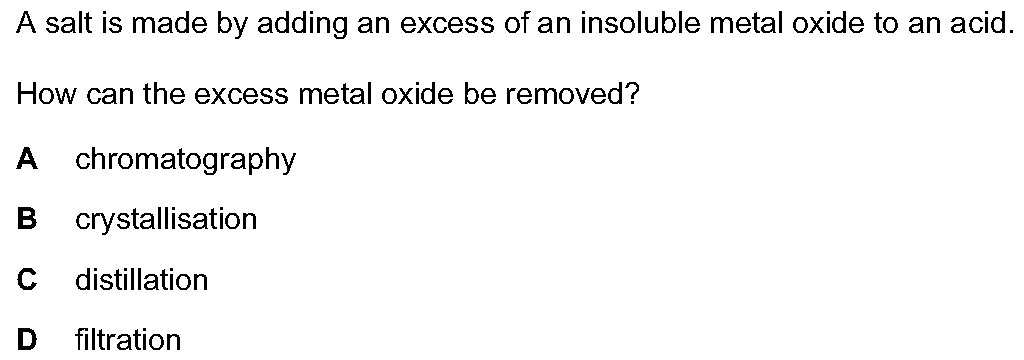 A salt is made by adding an excess of an insoluble metal oxide to an acid.
How can the excess metal oxide be removed?
A chromatography
B crystallisation
C distillation
D filtration